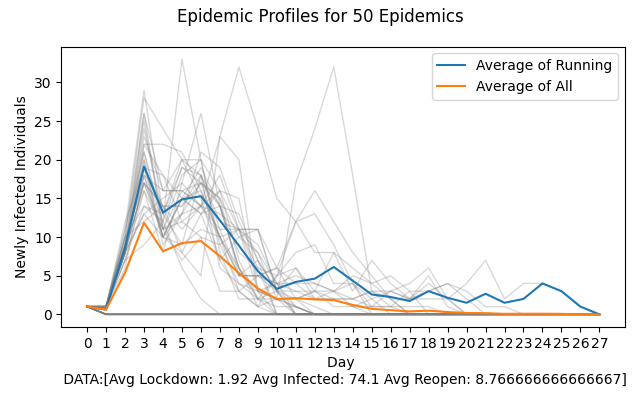 Epidemic Profiles for 50 Epidemics
Average of Running
Average of All
Newly Infected Individuals
30
25
20
15
10
5
0
0 1 2 3 4 5 6 7 8 9 10 11 12 13 14 15 16 17 18 19 20 21 22 23 24 25 26 27
Day
DATA:[Avg Lockdown: 1.92 Avg Infected: 74.1 Avg Reopen: 8.766666666666667]